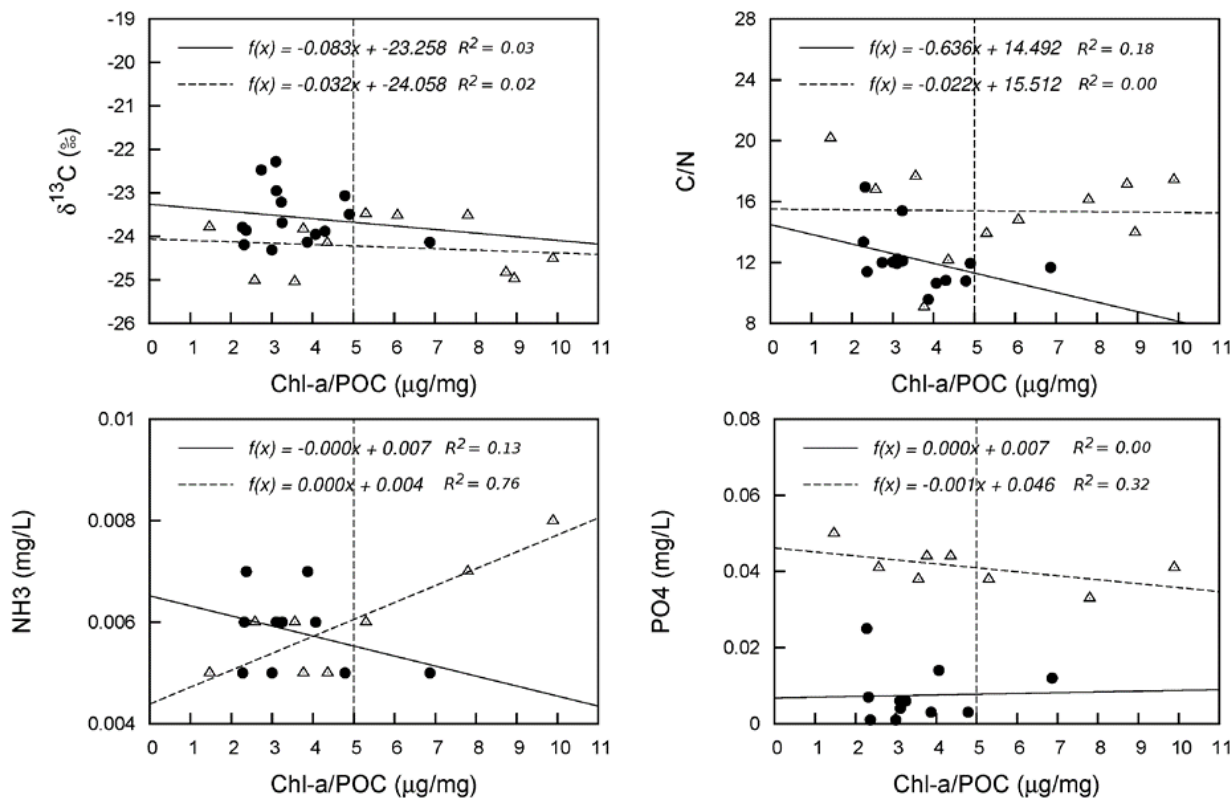 -19
-20
-21
-22
-23
-24
-25
-26
δ13C (‰)
f(x) = -0.083x + -23.258 R2 = 0.03
f(x) = -0.032x + -24.058 R2 = 0.02
0 1 2 3 4 5 6 7 8 9 10 11
Chl-a/POC (μg/mg)
28
24
20
16
12
8
C/N
f(x) = -0.636x + 14.492 R2 = 0.18
f(x) = -0.022x + 15.512 R2 = 0.00
0 1 2 3 4 5 6 7 8 9 10 11
Chl-a/POC (μg/mg)
0.01
0.008
0.006
0.004
NH3 (mg/L)
f(x) = -0.000x + 0.007 R2 = 0.13
f(x) = 0.000x + 0.004 R2 = 0.76
0 1 2 3 4 5 6 7 8 9 10 11
Chl-a/POC (μg/mg)
0.08
0.06
0.04
0.02
0
PO4 (mg/L)
f(x) = 0.000x + 0.007 R2 = 0.00
f(x) = -0.001x + 0.046 R2 = 0.32
0 1 2 3 4 5 6 7 8 9 10 11
Chl-a/POC (μg/mg)